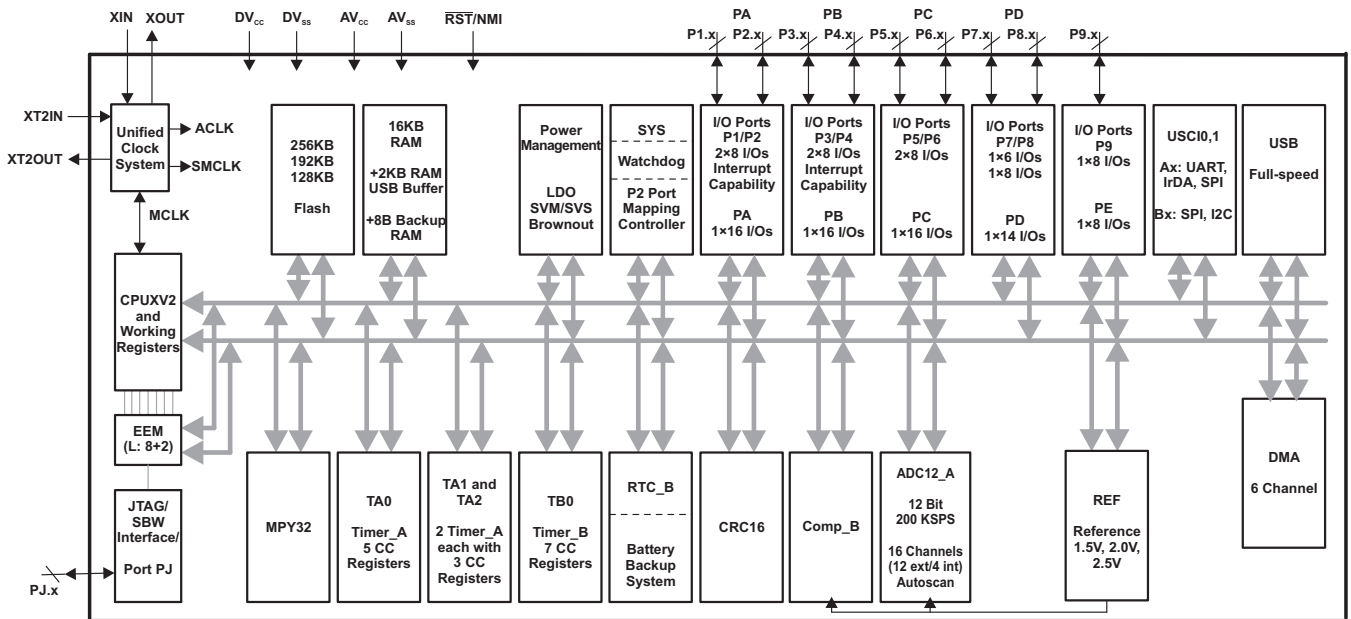 XIN XOUT DVCC DVSS AVCC AVSS RST/NMI
PA PB PC PD
P1.x P2.x P3.x P4.x P5.x P6.x P7.x P8.x P9.x
XT2IN
XT2OUT
Unified
Clock
System
ACLK
SMCLK
MCLK
256KB
192KB
128KB
Flash
16KB
RAM
+2KB RAM
USB Buffer
+8B Backup
RAM
Power
Management
LDO
SVM/SVS
Brownout
SYS
Watchdog
P2 Port
Mapping
Controller
I/O Ports
P1/P2
2×8 I/Os
Interrupt
Capability
PA
1×16 I/Os
I/O Ports
P3/P4
2×8 I/Os
Interrupt
Capability
PB
1×16 I/Os
I/O Ports
P5/P6
2×8 I/Os
PC
1×16 I/Os
I/O Ports
P7/P8
1×6 I/Os
1×8 I/Os
PD
1×14 I/Os
I/O Ports
P9
1×8 I/Os
PE
1×8 I/Os
USCI0,1
Ax: UART,
IrDA, SPI
Bx: SPI, I2C
USB
Full-speed
CPUXV2
and
Working
Registers
EEM
(L: 8+2)
JTAG/
SBW
Interface/
Port PJ
PJ.x
MPY32
TA0
Timer_A
5 CC
Registers
TA1 and
TA2
2 Timer_A
each with
3 CC
Registers
TB0
Timer_B
7 CC
Registers
RTC_B
Battery
Backup
System
CRC16
Comp_B
ADC12_A
12 Bit
200 KSPS
16 Channels
(12 ext/4 int)
Autoscan
REF
Reference
1.5V, 2.0V,
2.5V
DMA
6 Channel